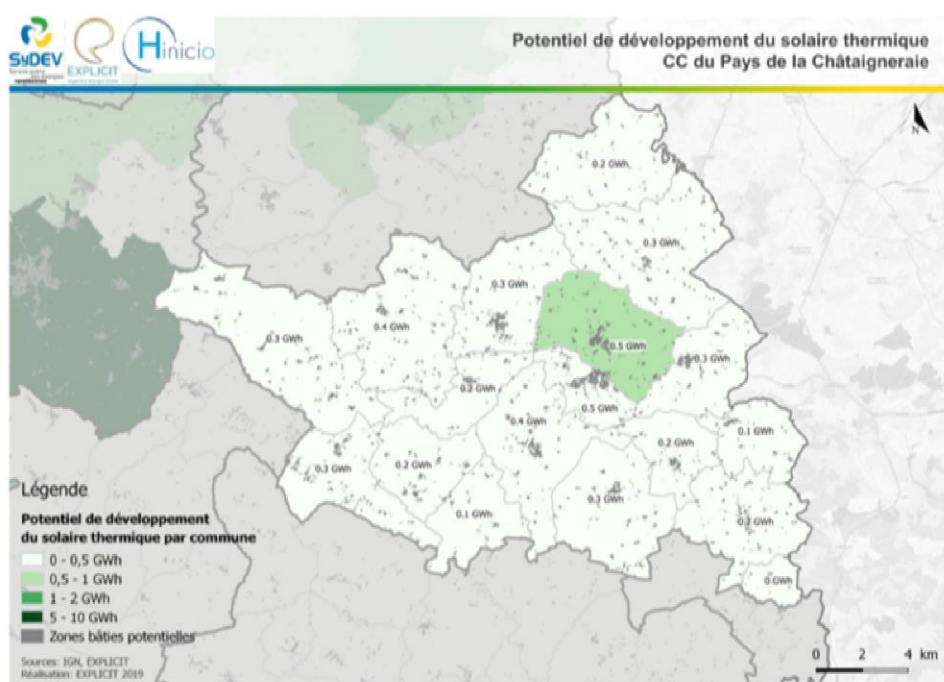 SyDEV
EXPLICIT
Hinicio
Potentiel de développement du solaire thermique
CC du Pays de la Châtaigneraie
N
0.2 GWh
0.3 GWh
0.3 GWh
0.4 GWh
0.3 GWh
0.5 GWh
0.3 GWh
0.2 GWh
0.5 GWh
0.4 GWh
0.1 GWh
0.2 GWh
0.3 GWh
0.2 GWh
0.3 GWh
0.1 GWh
0 GWh
Légende
Potentiel de développement
du solaire thermique par commune
0 - 0,5 GWh
0,5 - 1 GWh
1 - 2 GWh
5 - 10 GWh
Zones bâties potentielles
Sources: IGN, EXPLICIT
Réalisation: EXPLICIT 2019
0 2 4 km